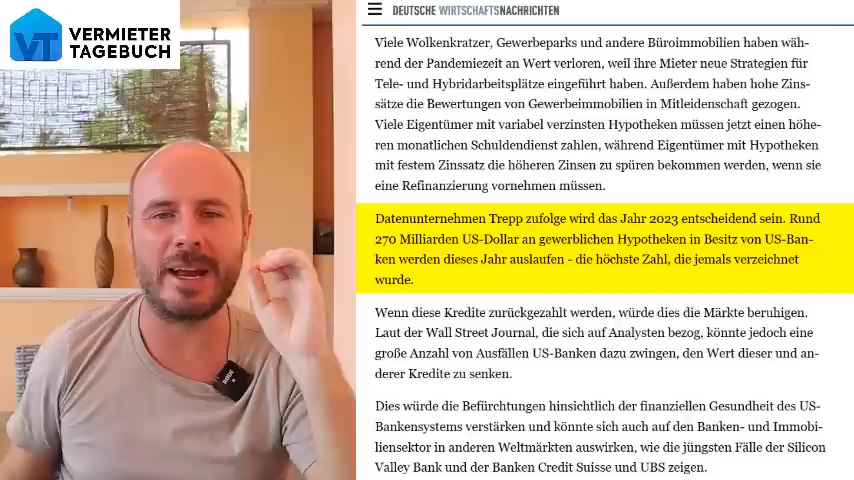 VERMIETER
TAGEBUCH
VT
DEUTSCHE WIRTSCHAFTSNACHRICHTEN
Viele Wolkenkratzer, Gewerbeparks und andere Büroimmobilien haben wäh-
rend der Pandemiezeit an Wert verloren, weil ihre Mieter neue Strategien für
Tele- und Hybridarbeitsplätze eingeführt haben. Außerdem haben hohe Zins-
sätze die Bewertungen von Gewerbeimmobilien in Mitleidenschaft gezogen.
Viele Eigentümer mit variabel verzinsten Hypotheken müssen jetzt einen höhe-
ren monatlichen Schuldendienst zahlen, während Eigentümer mit Hypotheken
mit festem Zinssatz die höheren Zinsen zu spüren bekommen werden, wenn sie
eine Refinanzierung vornehmen müssen.
Datenunternehmen Trepp zufolge wird das Jahr 2023 entscheidend sein. Rund
270 Milliarden US-Dollar an gewerblichen Hypotheken in Besitz von US-Ban-
ken werden dieses Jahr auslaufen - die höchste Zahl, die jemals verzeichnet
wurde.
Wenn diese Kredite zurückgezahlt werden, würde dies die Märkte beruhigen.
Laut der Wall Street Journal, die sich auf Analysten bezog, könnte jedoch eine
große Anzahl von Ausfällen US-Banken dazu zwingen, den Wert dieser und an-
derer Kredite zu senken.
Dies würde die Befürchtungen hinsichtlich der finanziellen Gesundheit des US-
Bankensystems verstärken und könnte sich auch auf den Banken- und Immobi-
liensektor in anderen Weltmärkten auswirken, wie die jüngsten Fälle der Silicon
Valley Bank und der Banken Credit Suisse und UBS zeigen.
RODE